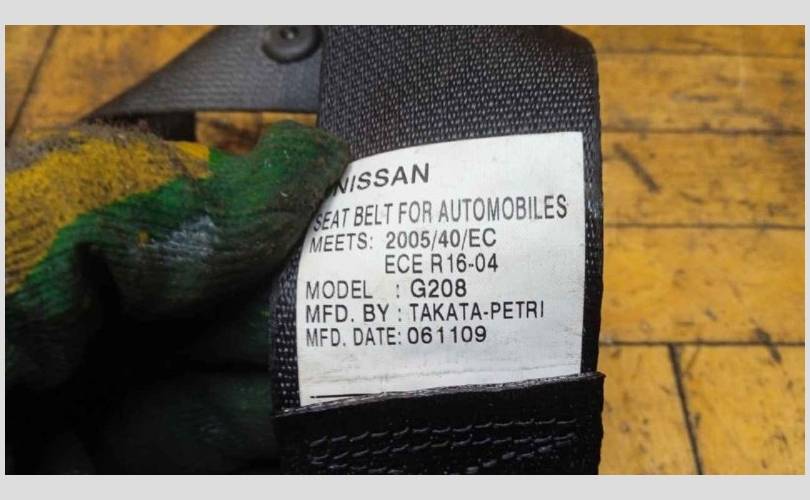 NISSAN
SEAT BELT FOR AUTOMOBILES
MEETS: 2005/40/EC
ECE R16-04
MODEL : G208
MFD. BY : TAKATA-PETRI
MFD. DATE: 061109